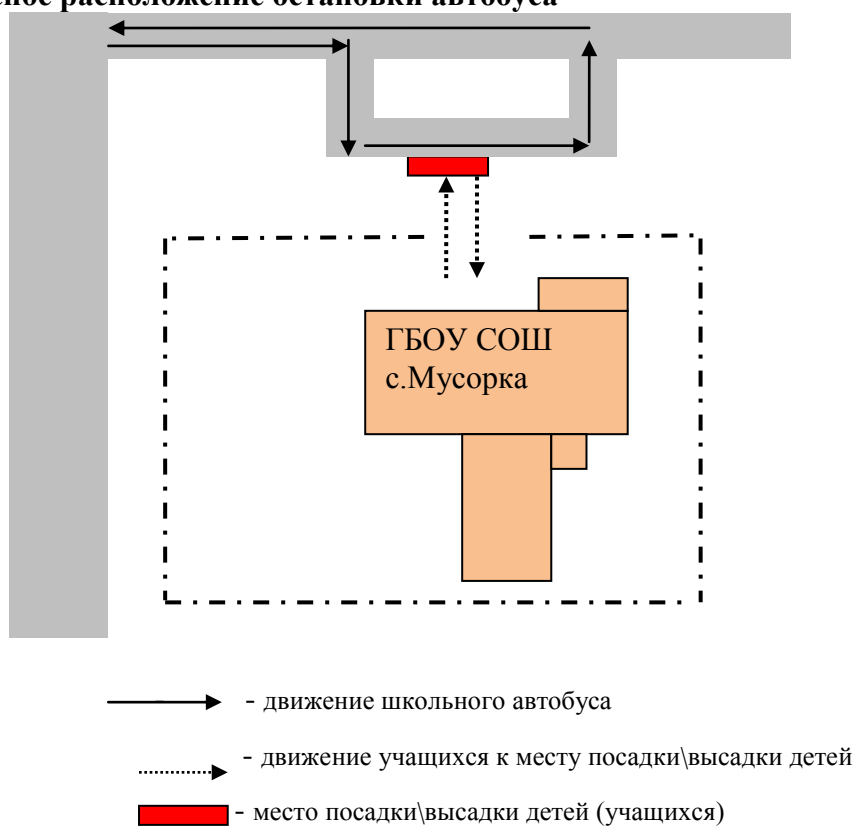 расположение остановки автобуса
ГБОУ СОШ
с.Мусорка
- движение школьного автобуса
- движение учащихся к месту посадки\высадки детей
- место посадки\высадки детей (учащихся)